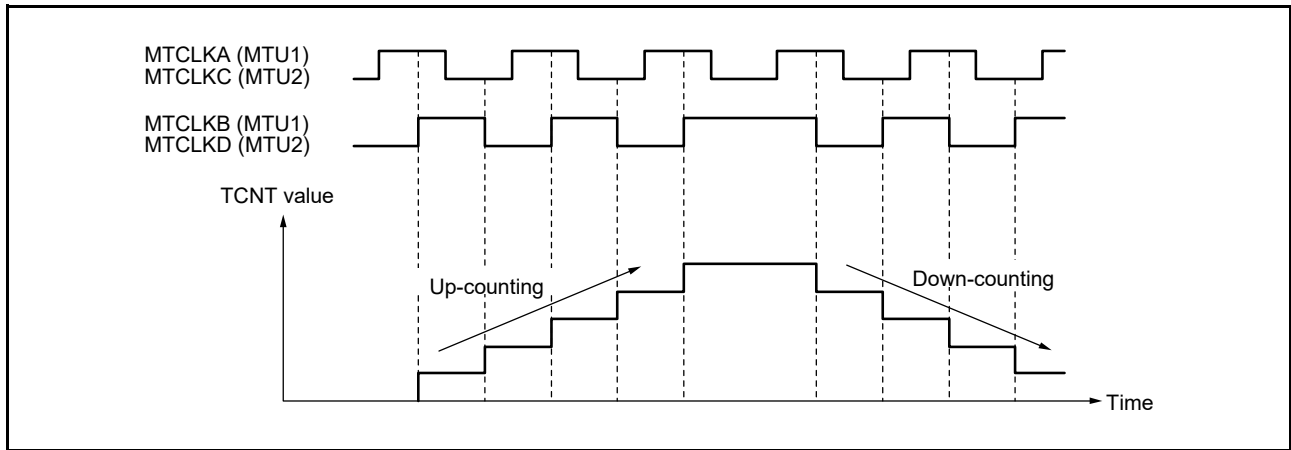 MTCLKA (MTU1)
MTCLKC (MTU2)
MTCLKB (MTU1)
MTCLKD (MTU2)
TCNT value
Up-counting
Down-counting
Time